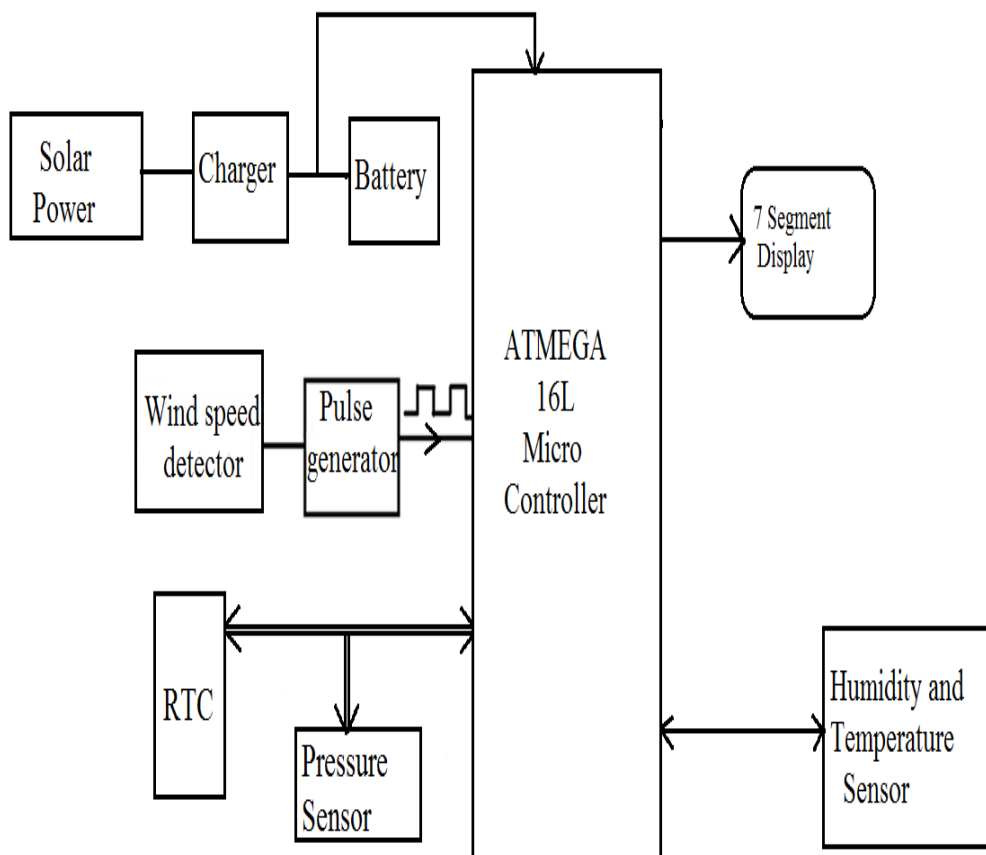 Solar
Power
Charger
Battery
7 Segment
Display
ATMEGA
16L
Micro
Controller
Wind speed
detector
Pulse
generator
RTC
Pressure
Sensor
Humidity and
Temperature
Sensor